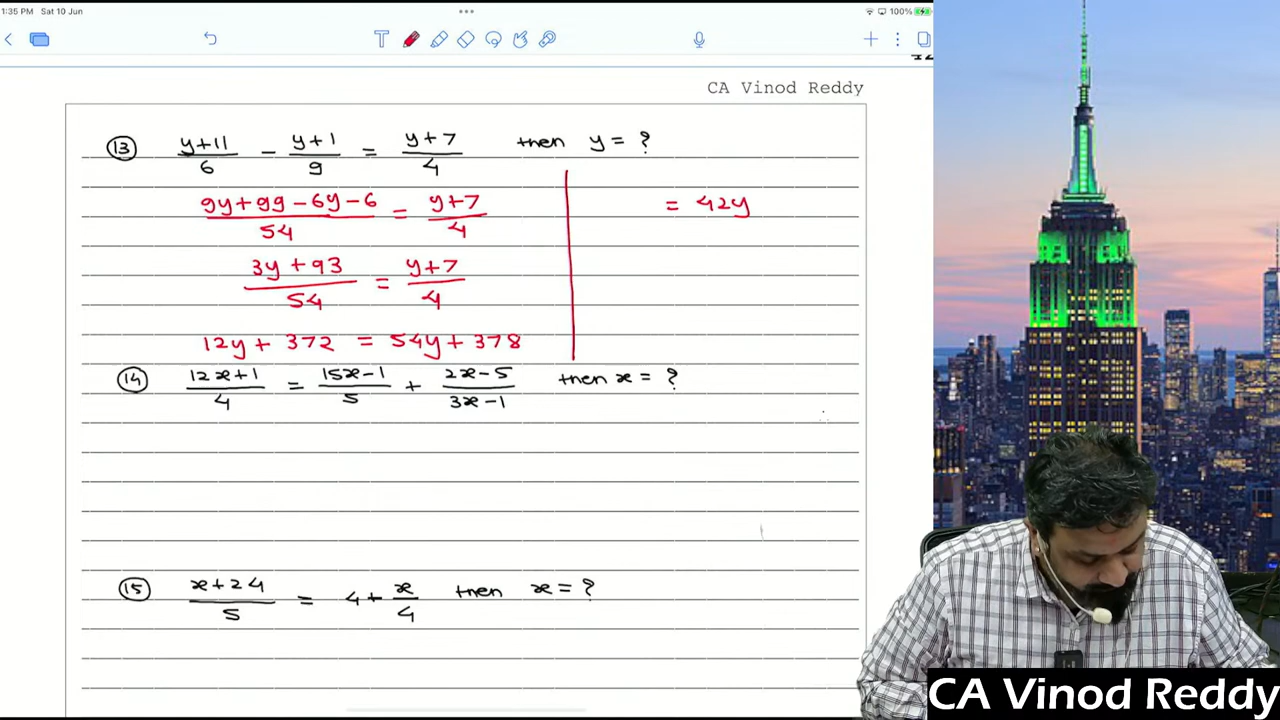 1:35 PM Sat 10 Jun
100%
CA Vinod Reddy
13 (y+11)/6 - (y+1)/9 = (y+7)/4 then y = ?
(9y+99-6y-6)/54 = (y+7)/4
= 42y
(3y+93)/54 = (y+7)/4
12y + 372 = 54y + 378
14 (12x+1)/4 = (15x-1)/5 + (2x-5)/(3x-1) then x = ?
15 (x+24)/5 = 4 + x/4 then x = ?
CA Vinod Reddy